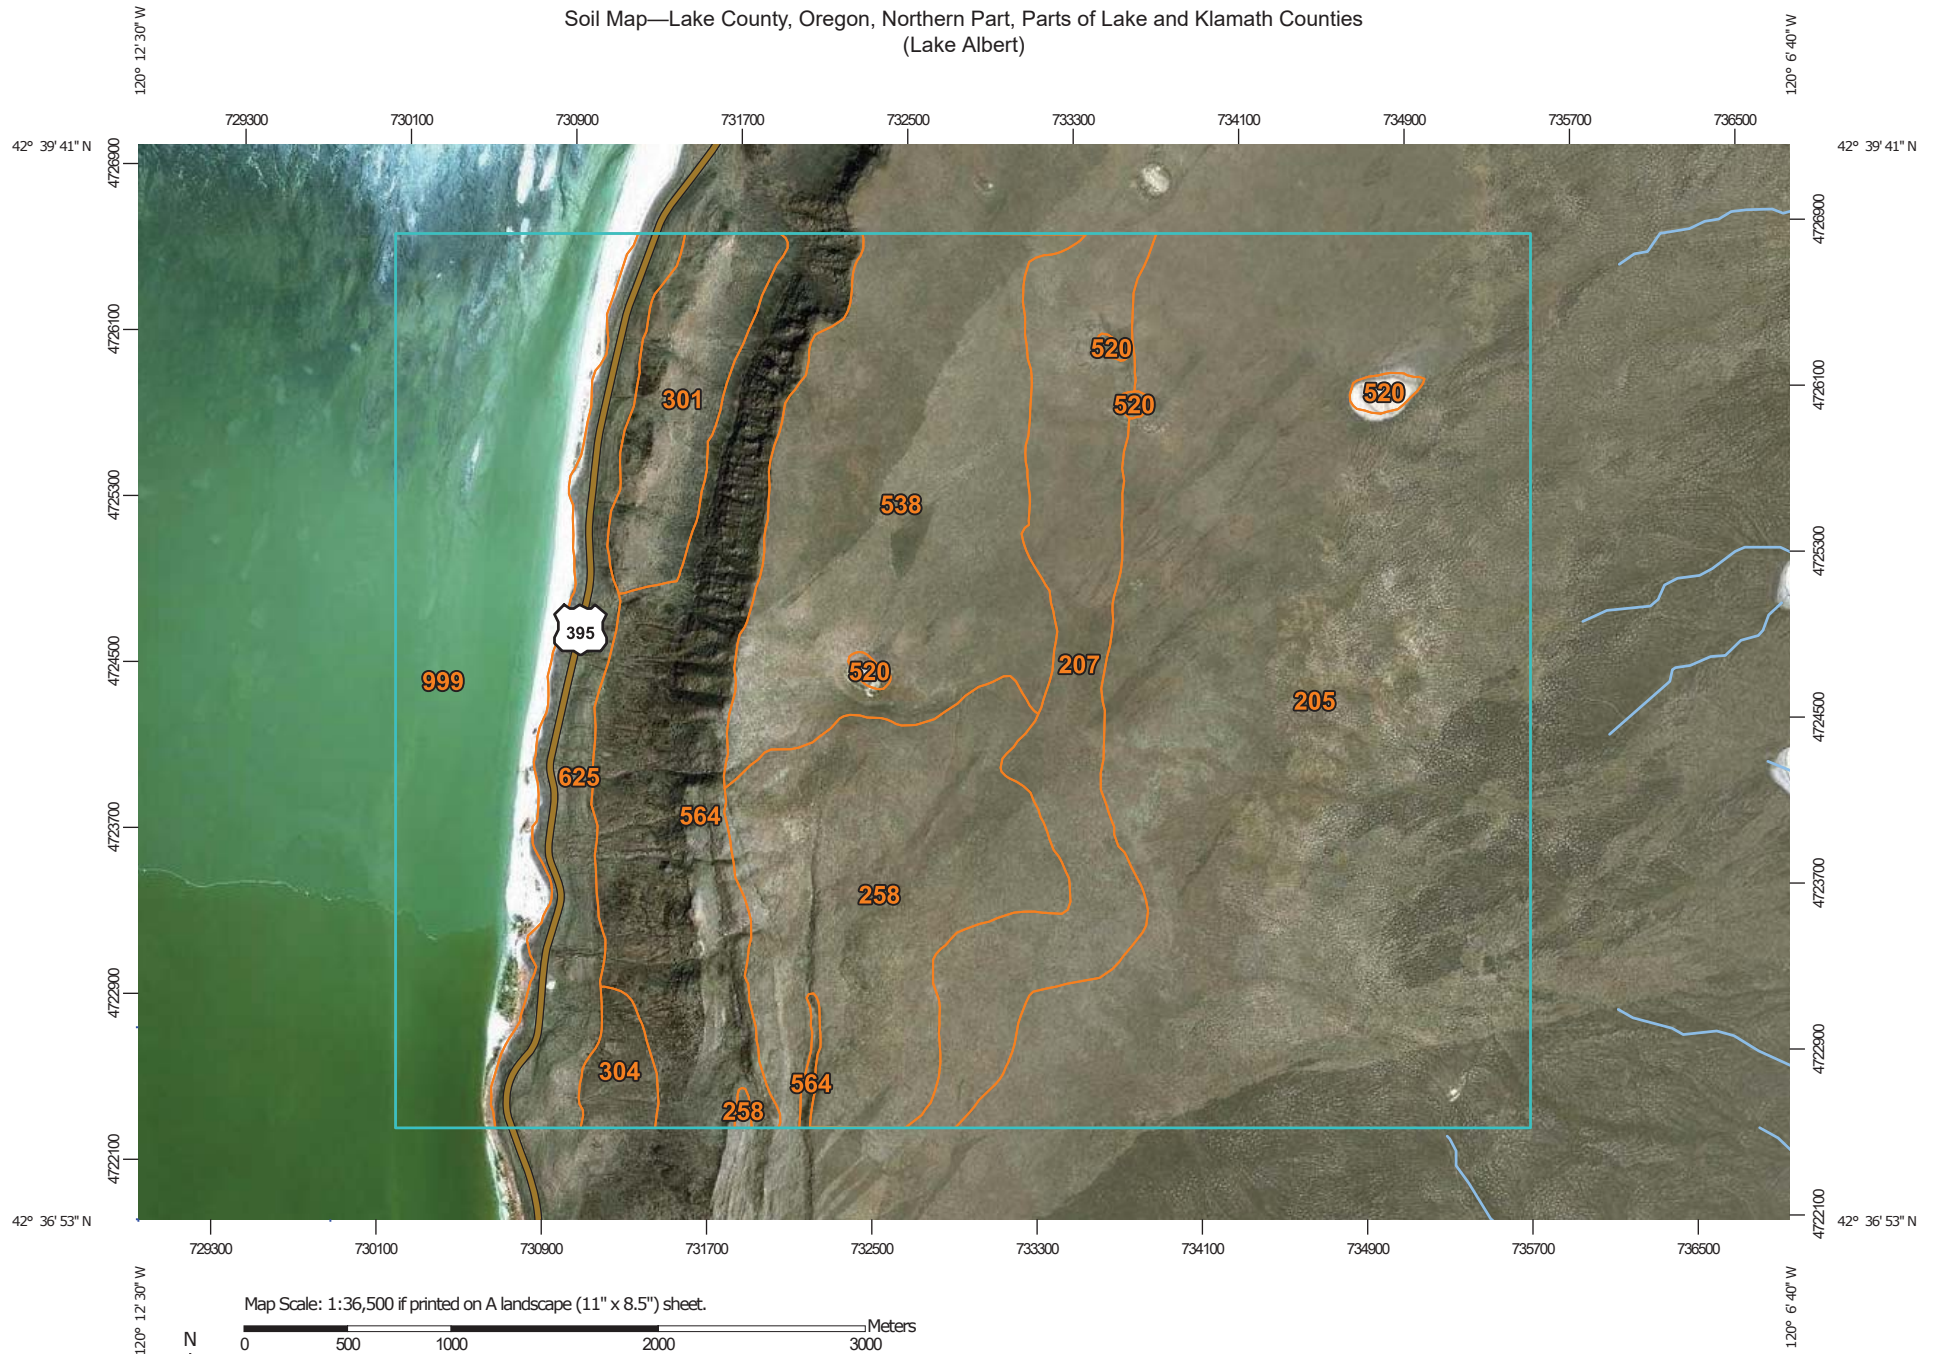 Soil Map—Lake County, Oregon, Northern Part, Parts of Lake and Klamath Counties
(Lake Albert)
120° 12' 30" W
120° 6' 40" W
729300 730100 730900 731700 732500 733300 734100 734900 735700 736500
42° 39' 41" N
42° 39' 41" N
4726900
4726900
4726100
4726100
4725300
4725300
4724500
4724500
4723700
4723700
4722900
4722900
4722100
4722100
520
520
520
301
538
395
520
207
999
205
625
564
258
304
564
258
42° 36' 53" N
42° 36' 53" N
729300 730100 730900 731700 732500 733300 734100 734900 735700 736500
120° 12' 30" W
120° 6' 40" W
Map Scale: 1:36,500 if printed on A landscape (11" x 8.5") sheet.
Meters
N
0 500 1000 2000 3000